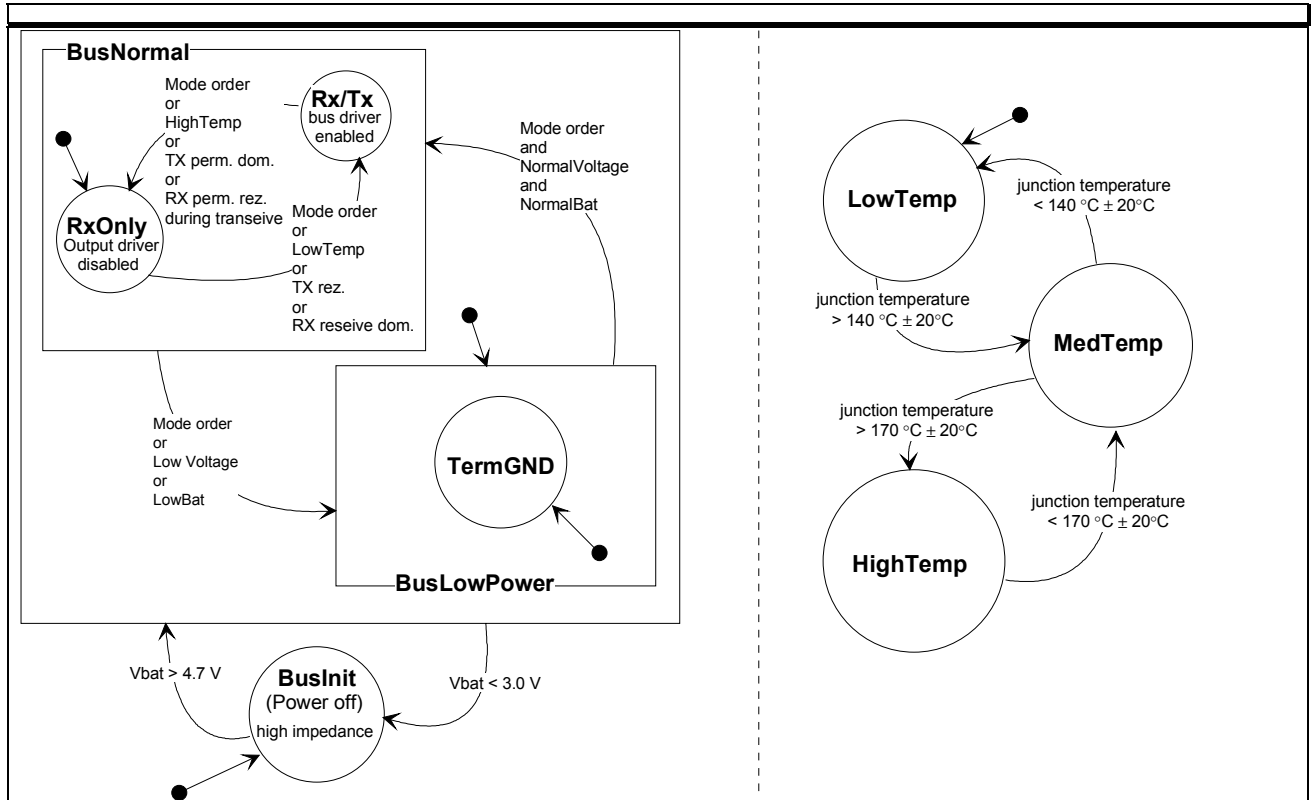 BusNormal
Mode order
or
HighTemp
or
TX perm. dom.
or
RX perm. rez.
during transeive
Rx/Tx
bus driver
enabled
RxOnly
Output driver
disabled
Mode order
or
LowTemp
or
TX rez.
or
RX reseive dom.
Mode order
and
NormalVoltage
and
NormalBat
Mode order
or
Low Voltage
or
LowBat
TermGND
BusLowPower
Vbat > 4.7 V
BusInit
(Power off)
high impedance
Vbat < 3.0 V
LowTemp
junction temperature
< 140 °C ± 20°C
junction temperature
> 140 °C ± 20°C
MedTemp
junction temperature
> 170 °C ± 20°C
junction temperature
< 170 °C ± 20°C
HighTemp